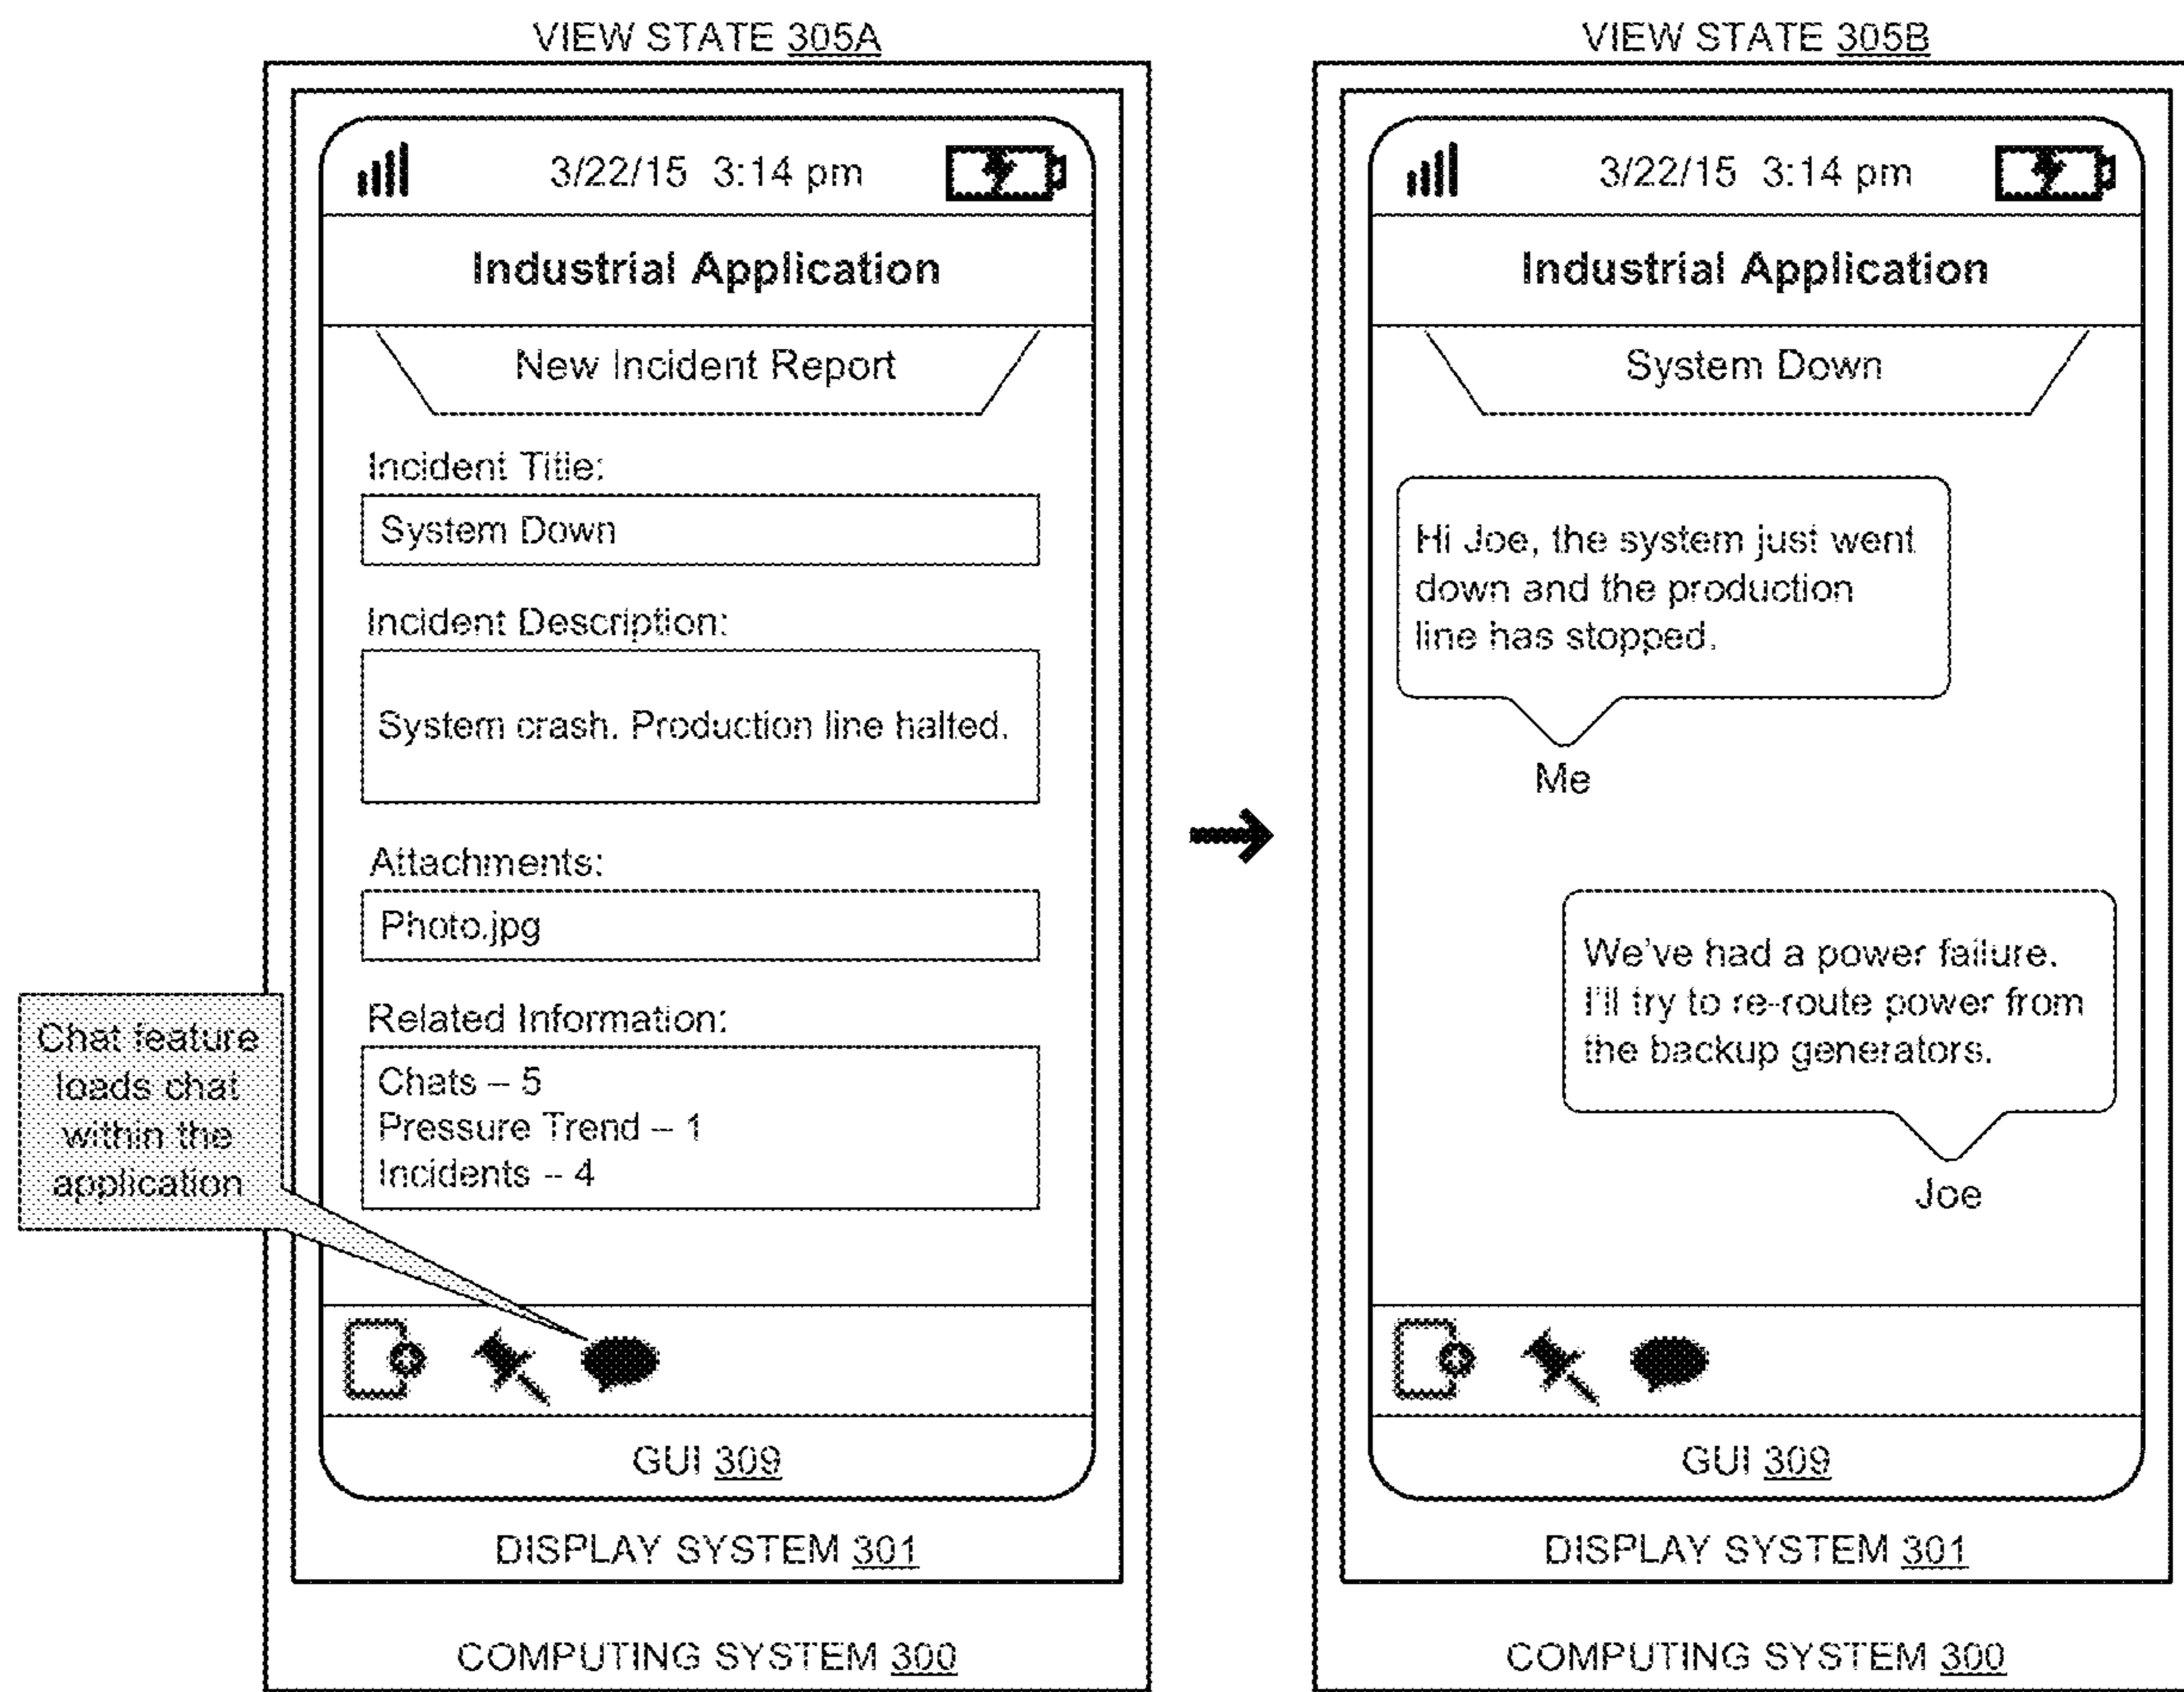 VIEW STATE 305A
3/22/15 3:14 pm
Industrial Application
New Incident Report
Incident Title:
System Down
Incident Description:
System crash. Production line halted.
Attachments:
Photo.jpg
Related Information:
Chats – 5
Pressure Trend – 1
Incidents – 4
Chat feature
loads chat
within the
application
GUI 309
DISPLAY SYSTEM 301
COMPUTING SYSTEM 300
VIEW STATE 305B
3/22/15 3:14 pm
Industrial Application
System Down
Hi Joe, the system just went
down and the production
line has stopped.
Me
We've had a power failure.
I'll try to re-route power from
the backup generators.
Joe
GUI 309
DISPLAY SYSTEM 301
COMPUTING SYSTEM 300